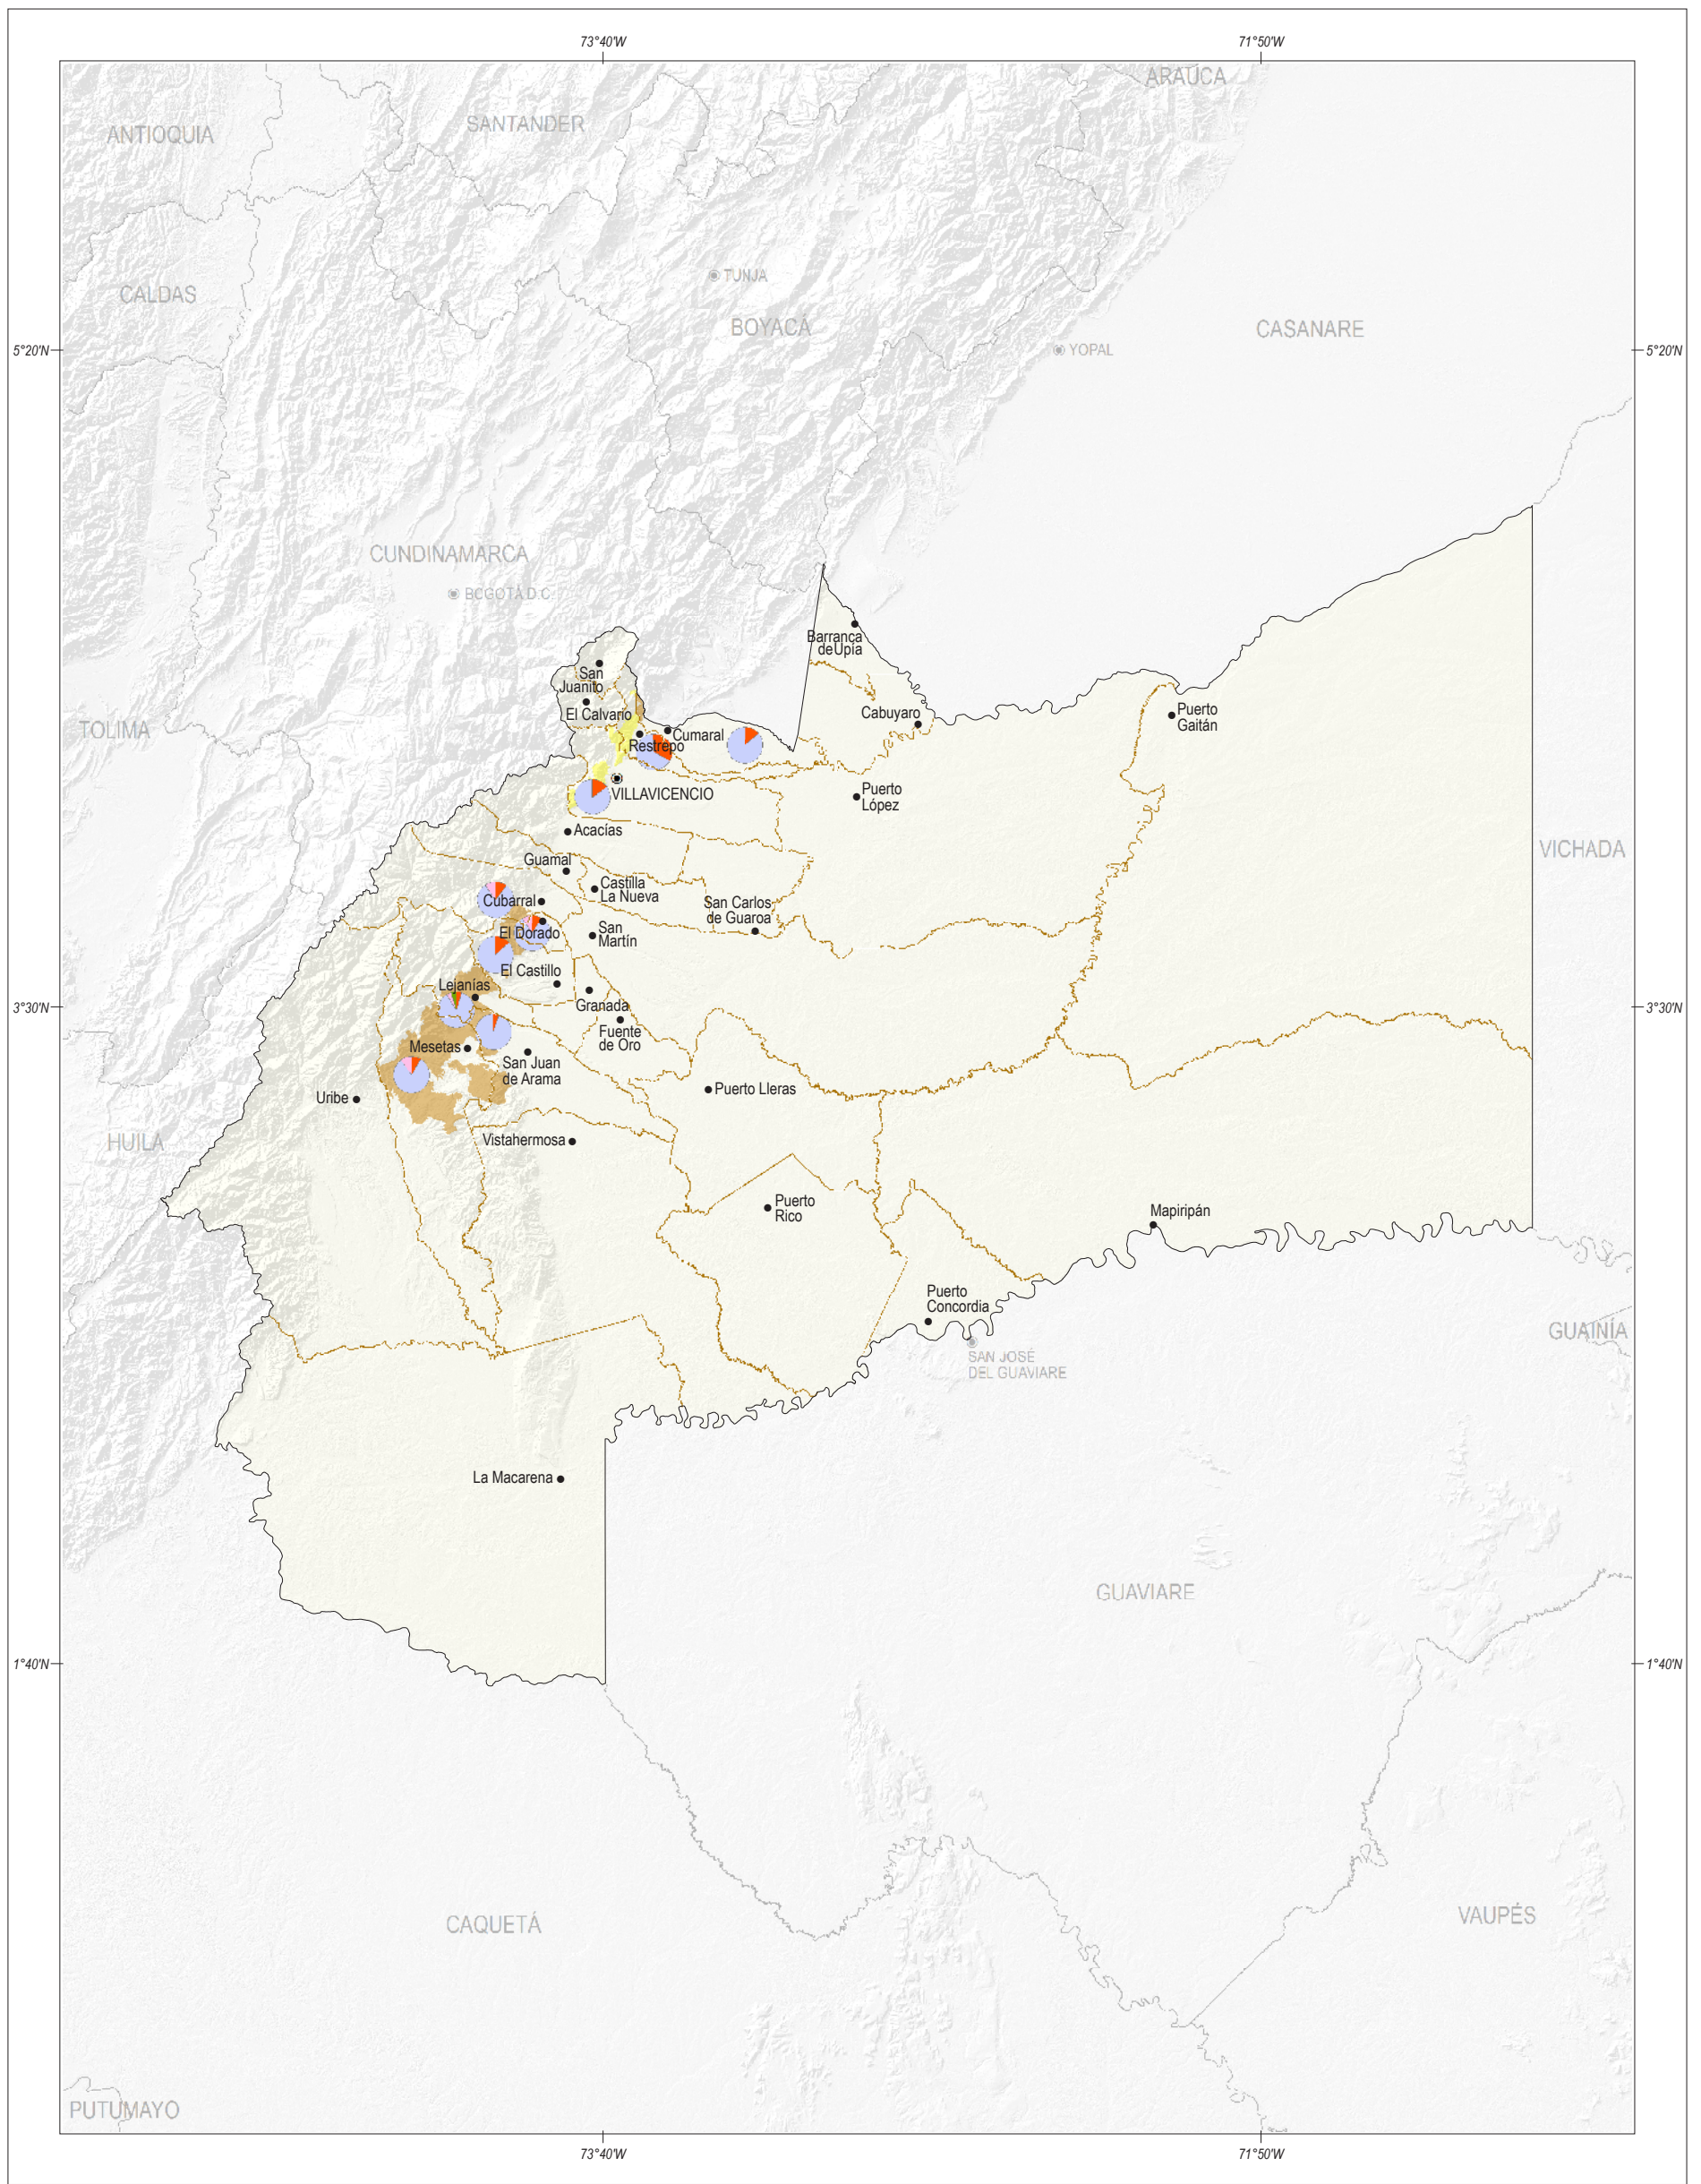 73°40'W
71°50'W
ARAUCA
SANTANDER
ANTIOQUIA
TUNJA
CALDAS
BOYACÁ
CASANARE
5°20'N
YOPAL
5°20'N
CUNDINAMARCA
BOGOTÁ D.C.
Barranca
deUpía
San
Juanito
El Calvario
Cabuyaro
Puerto
Gaitán
TOLIMA
Cumaral
Restrepo
VILLAVICENCIO
Puerto
López
Acacías
VICHADA
Guamal
Castilla
La Nueva
Cubarral
San Carlos
de Guaroa
El Dorado
San
Martín
El Castillo
Lejanías
3°30'N
Granada
3°30'N
Fuente
de Oro
Mesetas
San Juan
de Arama
Puerto Lleras
Uribe
HUILA
Vistahermosa
Puerto
Rico
Mapiripán
Puerto
Concordia
GUAINÍA
SAN JOSÉ
DEL GUAVIARE
La Macarena
GUAVIARE
1°40'N
1°40'N
CAQUETÁ
VAUPÉS
PUTUMAYO
73°40'W
71°50'W